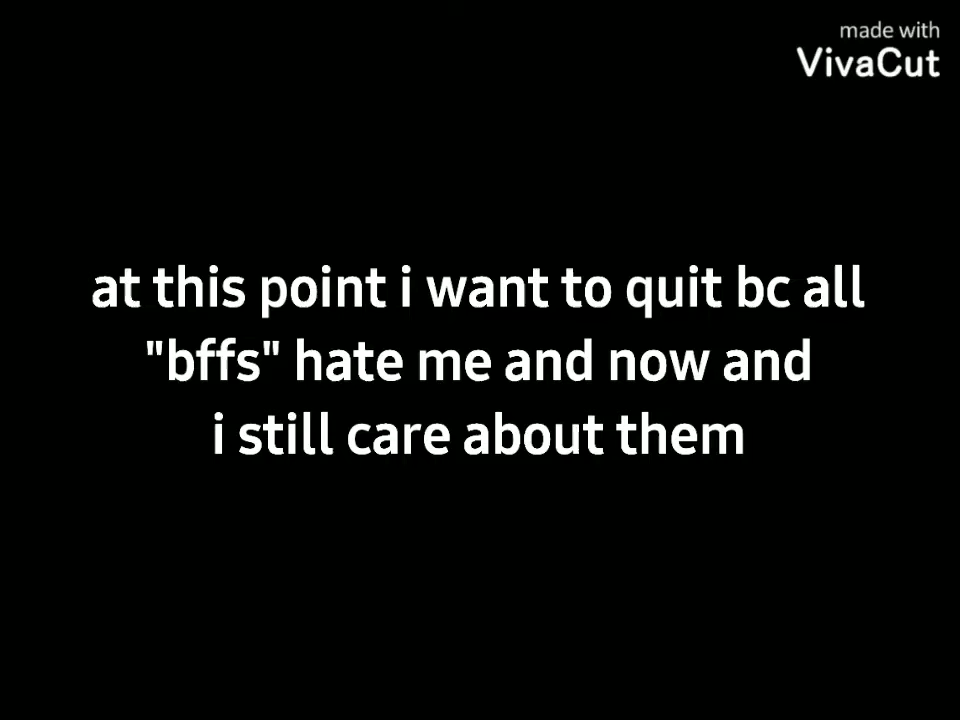 made with
VivaCut
at this point i want to quit bc all
"bffs" hate me and now and
i still care about them